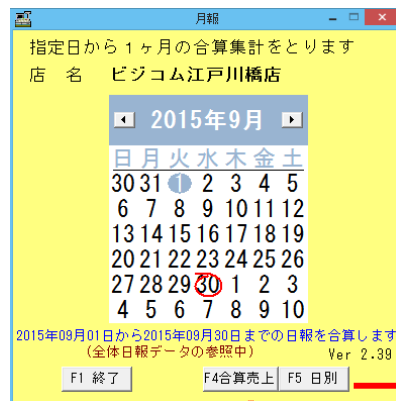 月報
指定日から1ヶ月の合算集計をとります
店 名 ビジコム江戸川橋店
2015年9月
日 月 火 水 木 金 土
30 31 1 2 3 4 5
6 7 8 9 10 11 12
13 14 15 16 17 18 19
20 21 22 23 24 25 26
27 28 29 30 1 2 3
4 5 6 7 8 9 10
2015年09月01日から2015年09月30日までの日報を合算します
(全体日報データの参照中) Ver 2.39
F1 終了 F4合算売上 F5 日別